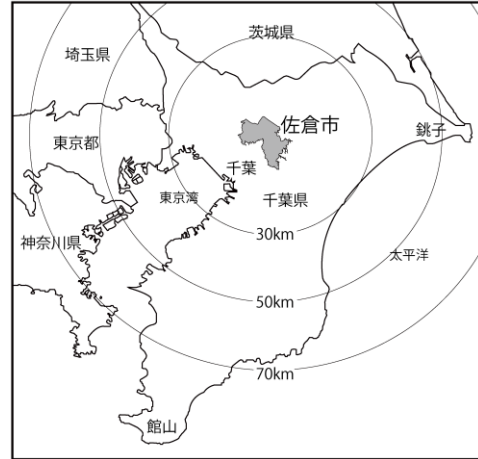 茨城県
埼玉県
佐倉市
銚子
東京都
千葉
東京湾
千葉県
神奈川県
30km
太平洋
50km
70km
館山